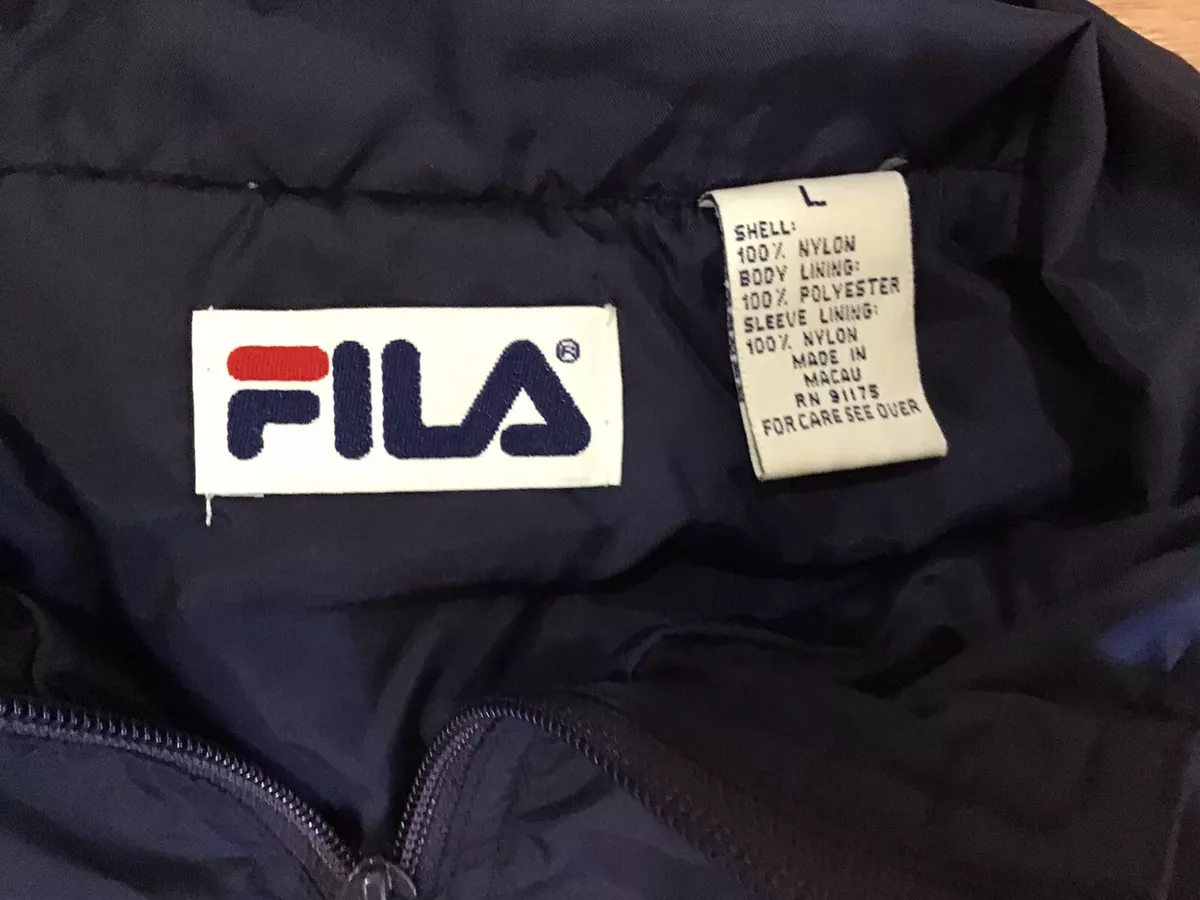 FILA®
L
SHELL:
100% NYLON
BODY LINING:
100% POLYESTER
SLEEVE LINING:
100% NYLON
MADE IN
MACAU
RN 91175
FOR CARE SEE OVER